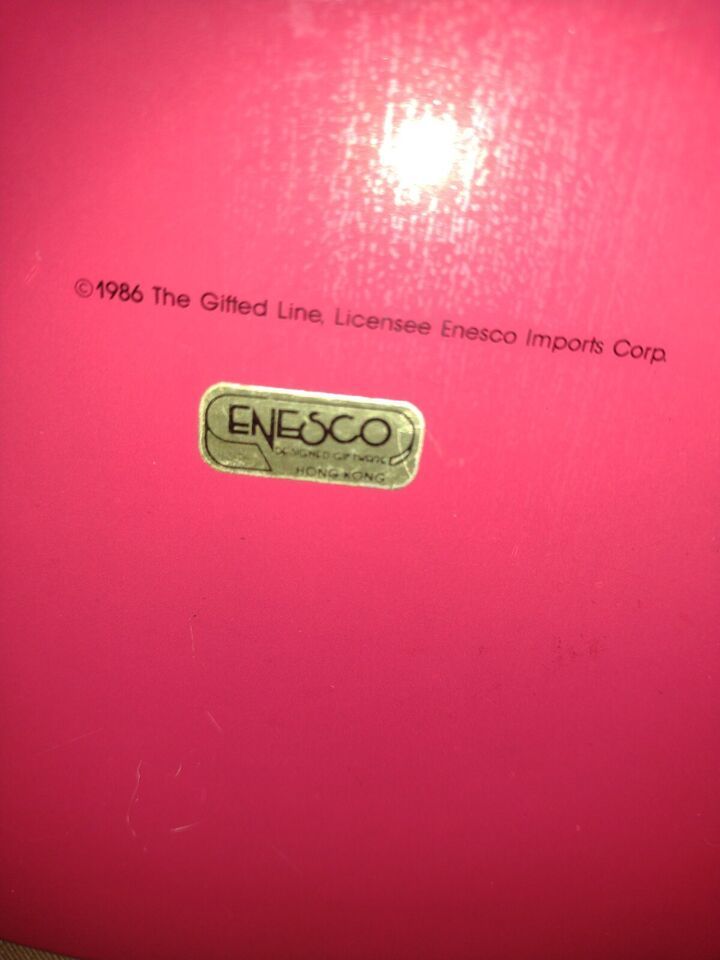 ©1986 The Gifted Line, Licensee Enesco Imports Corp.
ENESCO
DESIGNED GIFTWARE
HONG KONG